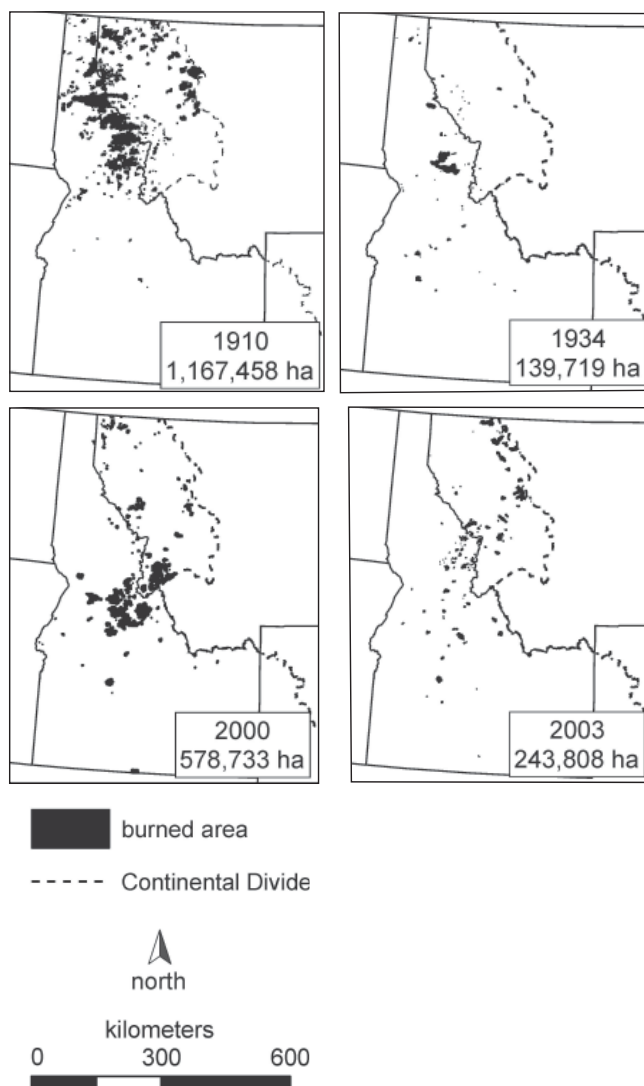 1910
1,167,458 ha
1934
139,719 ha
2000
578,733 ha
2003
243,808 ha
burned area
Continental Divide
north
kilometers
0 300 600